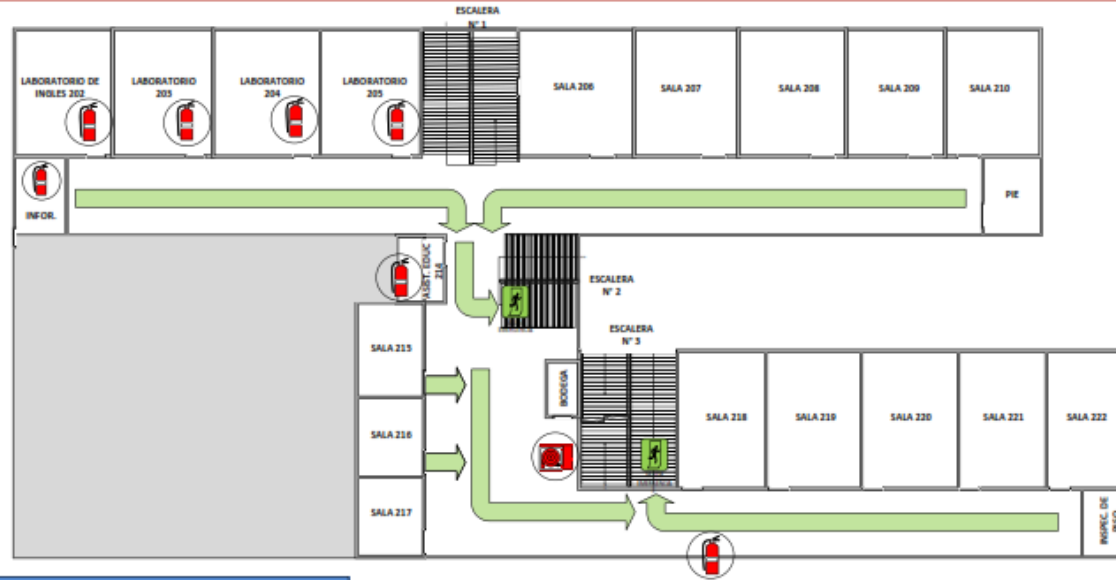 ESCALERA
N° 1
LABORATORIO DE
INGLES 202
LABORATORIO
203
LABORATORIO
204
LABORATORIO
205
SALA 206
SALA 207
SALA 208
SALA 209
SALA 210
INFOR.
PIE
ASIST. EDUC
214
ESCALERA
N° 2
ESCALERA
N° 3
SALA 215
BODEGA
SALA 216
SALA 217
SALA 218
SALA 219
SALA 220
SALA 221
SALA 222
INSPEC. DE
PISO